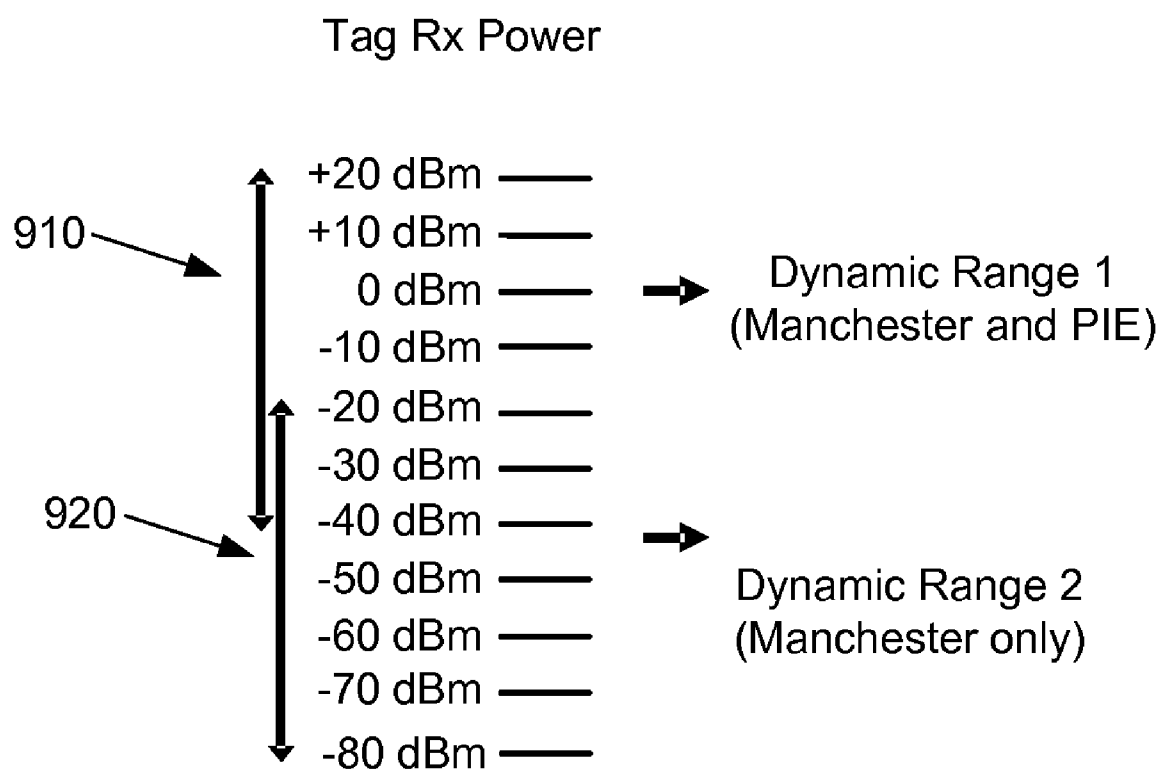 Tag Rx Power
+20 dBm
+10 dBm
910
0 dBm
Dynamic Range 1
(Manchester and PIE)
-10 dBm
-20 dBm
-30 dBm
920
-40 dBm
-50 dBm
Dynamic Range 2
(Manchester only)
-60 dBm
-70 dBm
-80 dBm